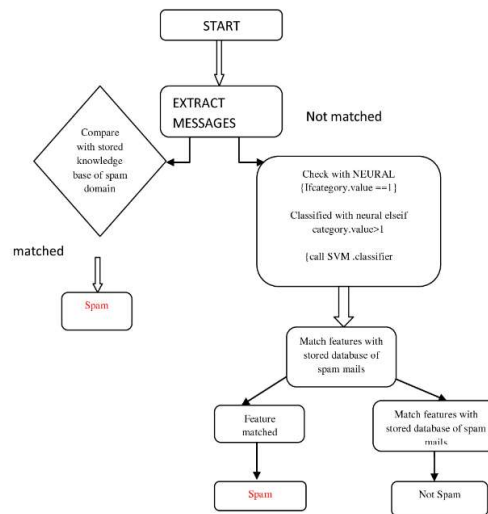 START
EXTRACT
MESSAGES
Not matched
Compare
with stored
knowledge
base of spam
domain
Check with NEURAL
{Ifcategory.value ==1}
Classified with neural elseif
category.value>1
{call SVM .classifier
matched
Spam
Match features with
stored database of
spam mails
Feature
matched
Match features with
stored database of spam
mails
Spam
Not Spam